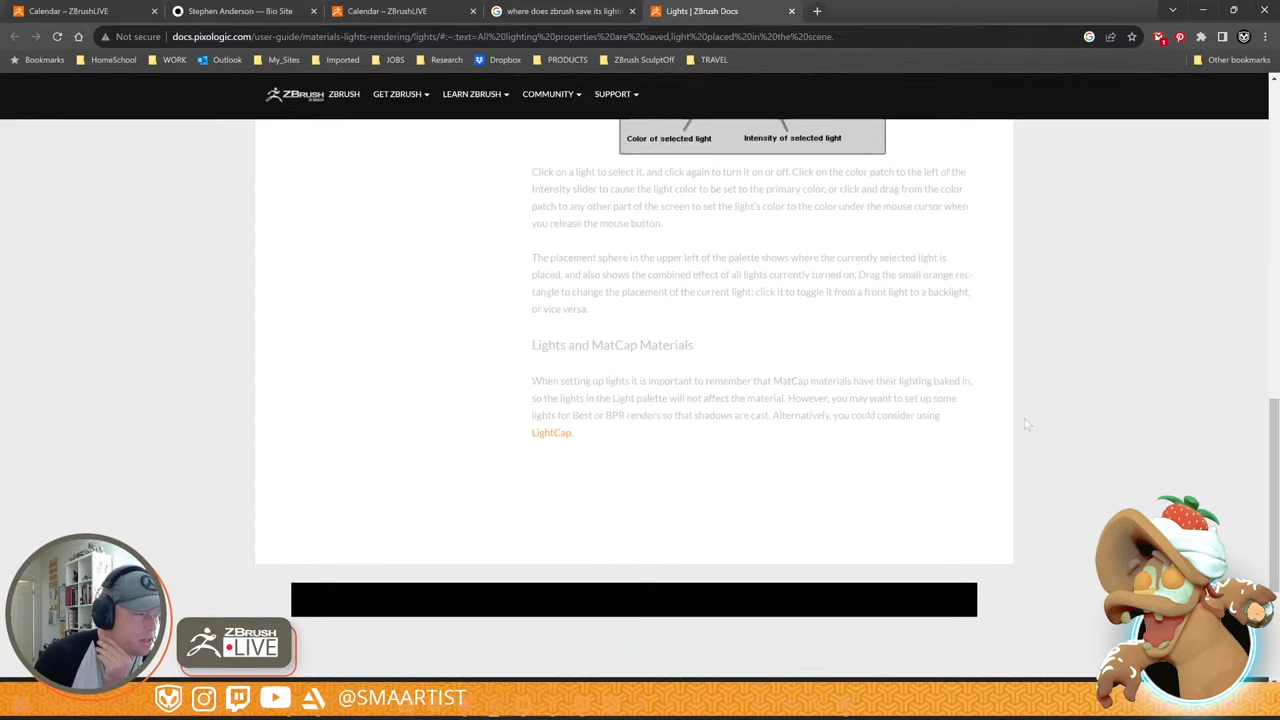 Calendar – ZBrushLIVE
Stephen Anderson — Bio Site
Calendar – ZBrushLIVE
where does zbrush save its lighti
Lights | ZBrush Docs
Not secure
docs.pixologic.com/user-guide/materials-lights-rendering/lights/#:~:text=All%20lighting%20properties%20are%20saved,light%20placed%20in%20the%20scene.
Bookmarks
HomeSchool
WORK
Outlook
My_Sites
Imported
JOBS
Research
Dropbox
PRODUCTS
ZBrush SculptOff
TRAVEL
Other bookmarks
ZBRUSH
ZBRUSH
GET ZBRUSH
LEARN ZBRUSH
COMMUNITY
SUPPORT
Color of selected light
Intensity of selected light
Click on a light to select it, and click again to turn it on or off. Click on the color patch to the left of the
Intensity slider to cause the light color to be set to the primary color, or click and drag from the color
patch to any other part of the screen to set the light's color to the color under the mouse cursor when
you release the mouse button.
The placement sphere in the upper left of the palette shows where the currently selected light is
placed, and also shows the combined effect of all lights currently turned on. Drag the small orange rec-
tangle to change the placement of the current light; click it to toggle it from a front light to a backlight,
or vice versa.
Lights and MatCap Materials
When setting up lights it is important to remember that MatCap materials have their lighting baked in,
so the lights in the Light palette will not affect the material. However, you may want to set up some
lights for Best or BPR renders so that shadows are cast. Alternatively, you could consider using
LightCap.
ZBRUSH
LIVE
@SMAARTIST